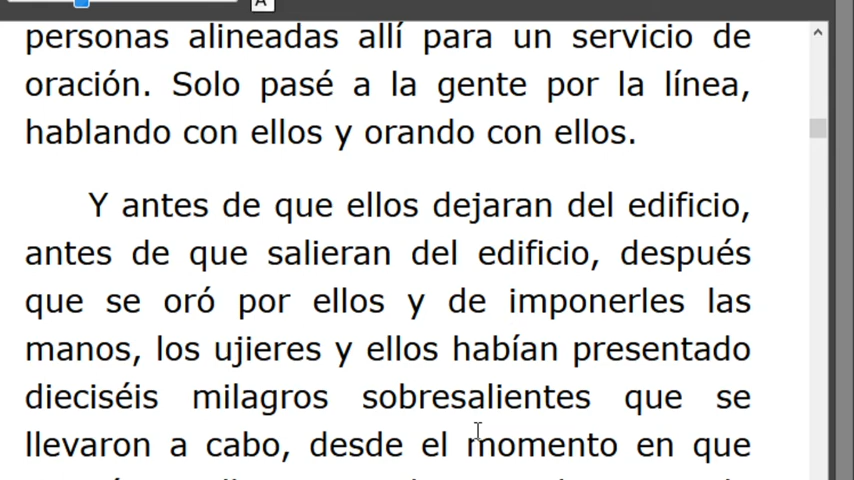 A
personas alineadas allí para un servicio de
oración. Solo pasé a la gente por la línea,
hablando con ellos y orando con ellos.
Y antes de que ellos dejaran del edificio,
antes de que salieran del edificio, después
que se oró por ellos y de imponerles las
manos, los ujieres y ellos habían presentado
dieciséis milagros sobresalientes que se
llevaron a cabo, desde el momento en que